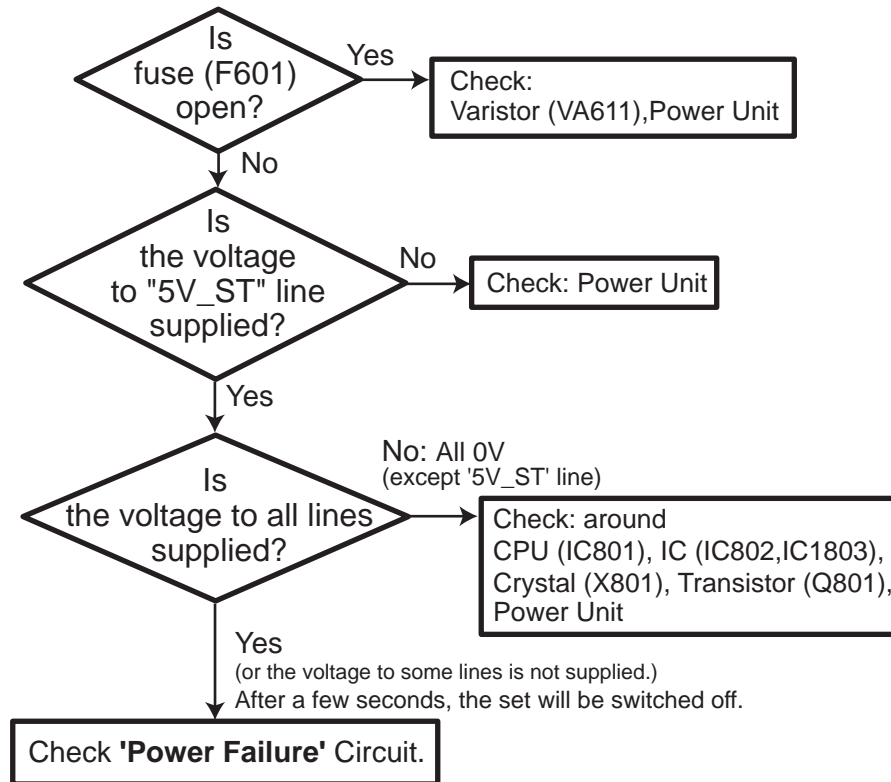 Is
fuse (F601)
open?
Yes
Check:
Varistor (VA611),Power Unit
No
Is
the voltage
to "5V_ST" line
supplied?
No
Check: Power Unit
Yes
Is
the voltage to all lines
supplied?
No: All 0V
(except '5V_ST' line)
Check: around
CPU (IC801), IC (IC802,IC1803),
Crystal (X801), Transistor (Q801),
Power Unit
Yes
(or the voltage to some lines is not supplied.)
After a few seconds, the set will be switched off.
Check 'Power Failure' Circuit.